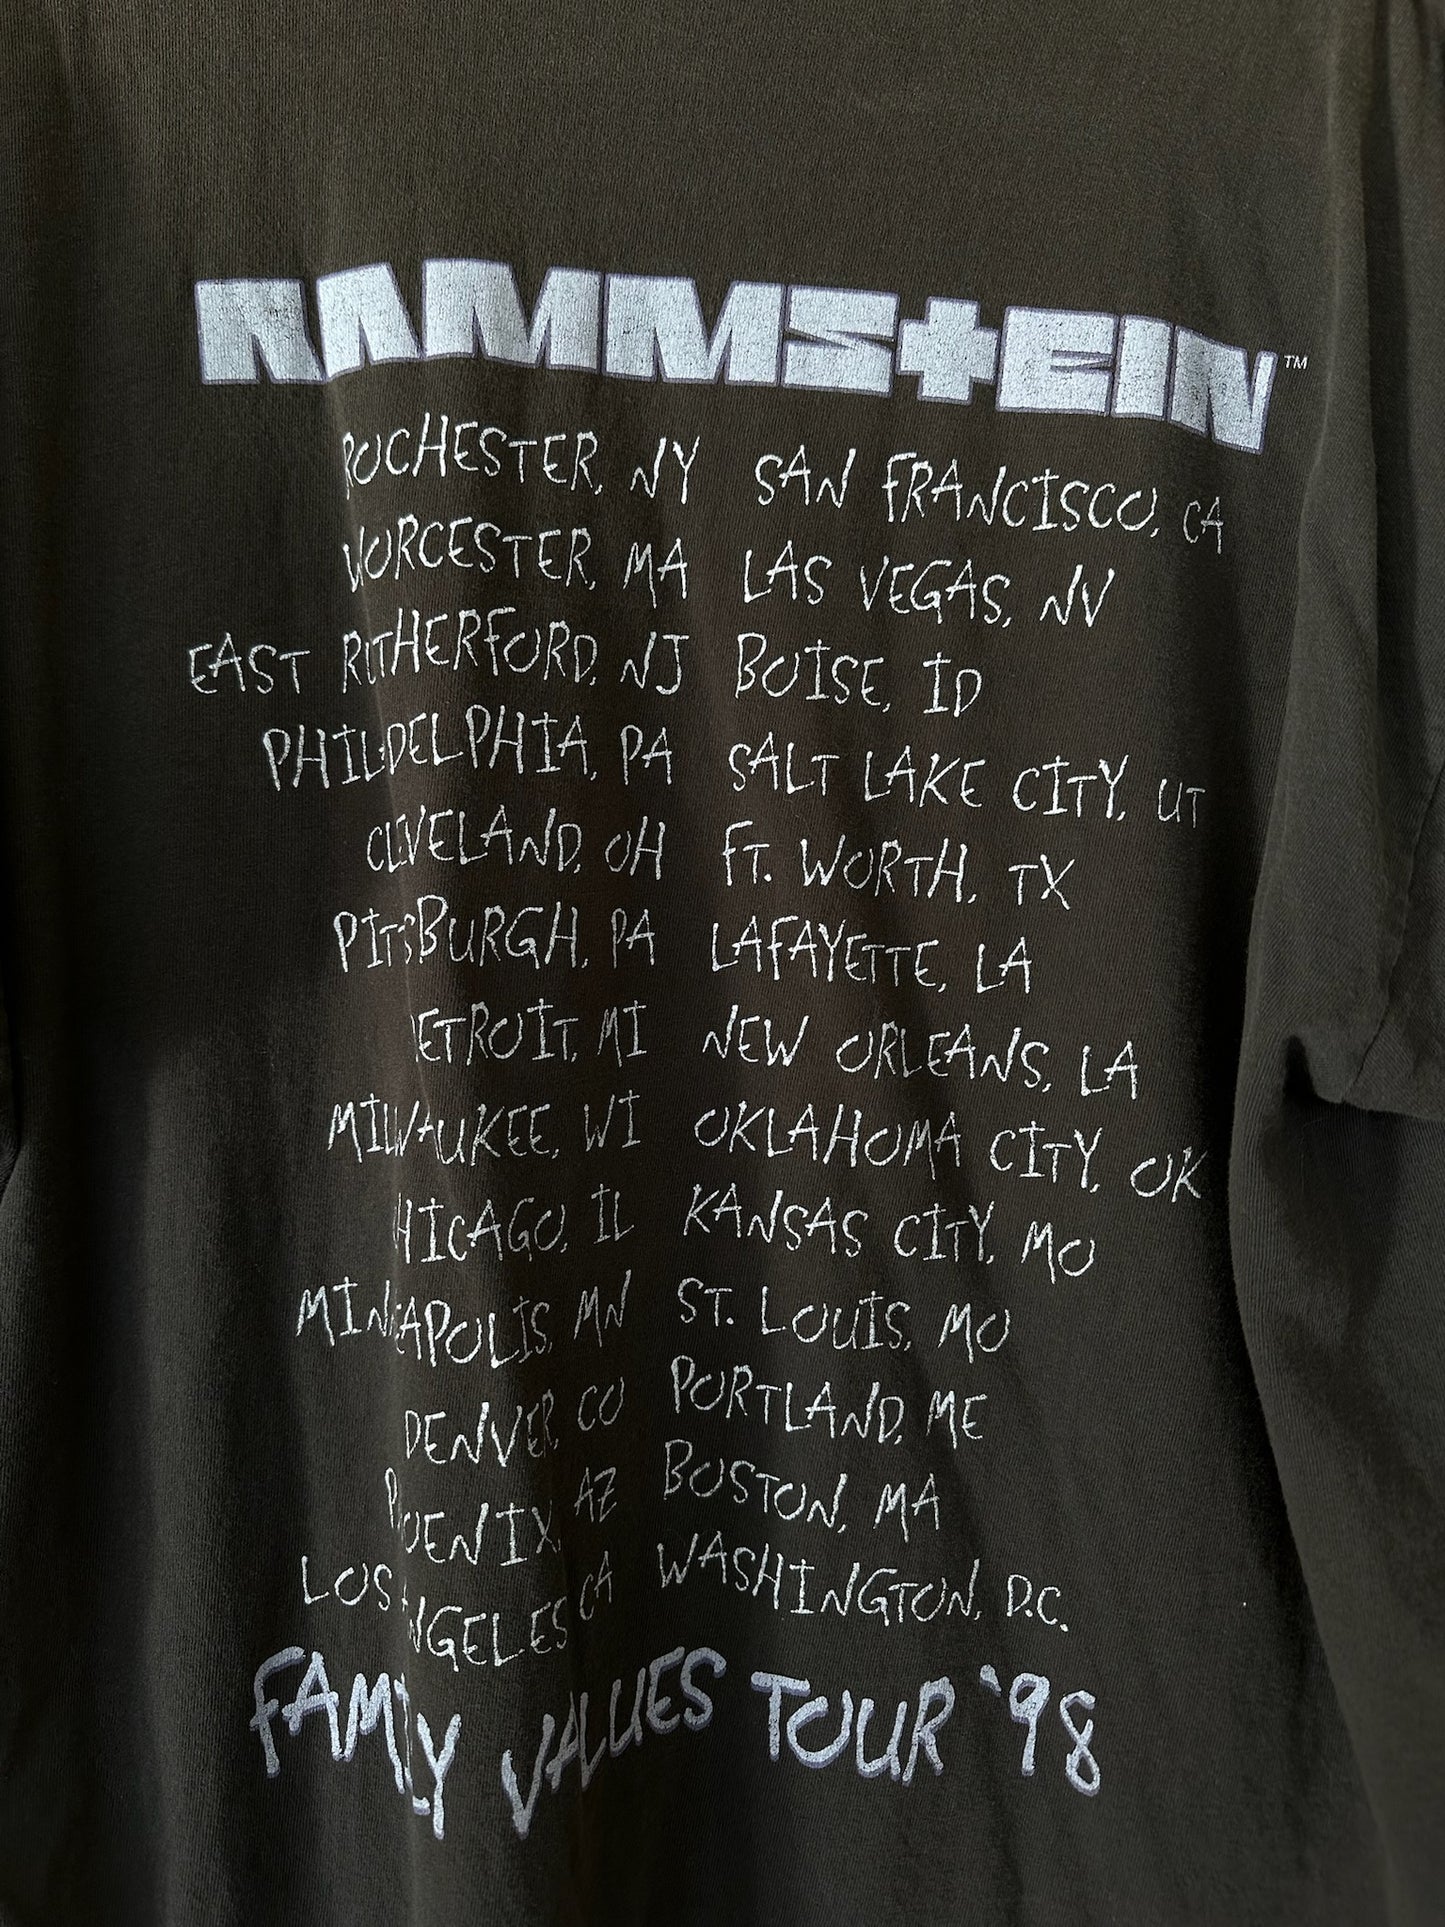 RAMMSTEIN™
ROCHESTER, NY SAN FRANCISCO, CA
WORCESTER, MA LAS VEGAS, NV
EAST RUTHERFORD, NJ BOISE, ID
PHILADELPHIA, PA SALT LAKE CITY, UT
CLEVELAND, OH FT. WORTH, TX
PITTSBURGH, PA LAFAYETTE, LA
DETROIT, MI NEW ORLEANS, LA
MILWAUKEE, WI OKLAHOMA CITY, OK
CHICAGO, IL KANSAS CITY, MO
MINNEAPOLIS, MN ST. LOUIS, MO
DENVER, CO PORTLAND, ME
PHOENIX, AZ BOSTON, MA
LOS ANGELES, CA WASHINGTON, D.C.
FAMILY VALUES TOUR '98